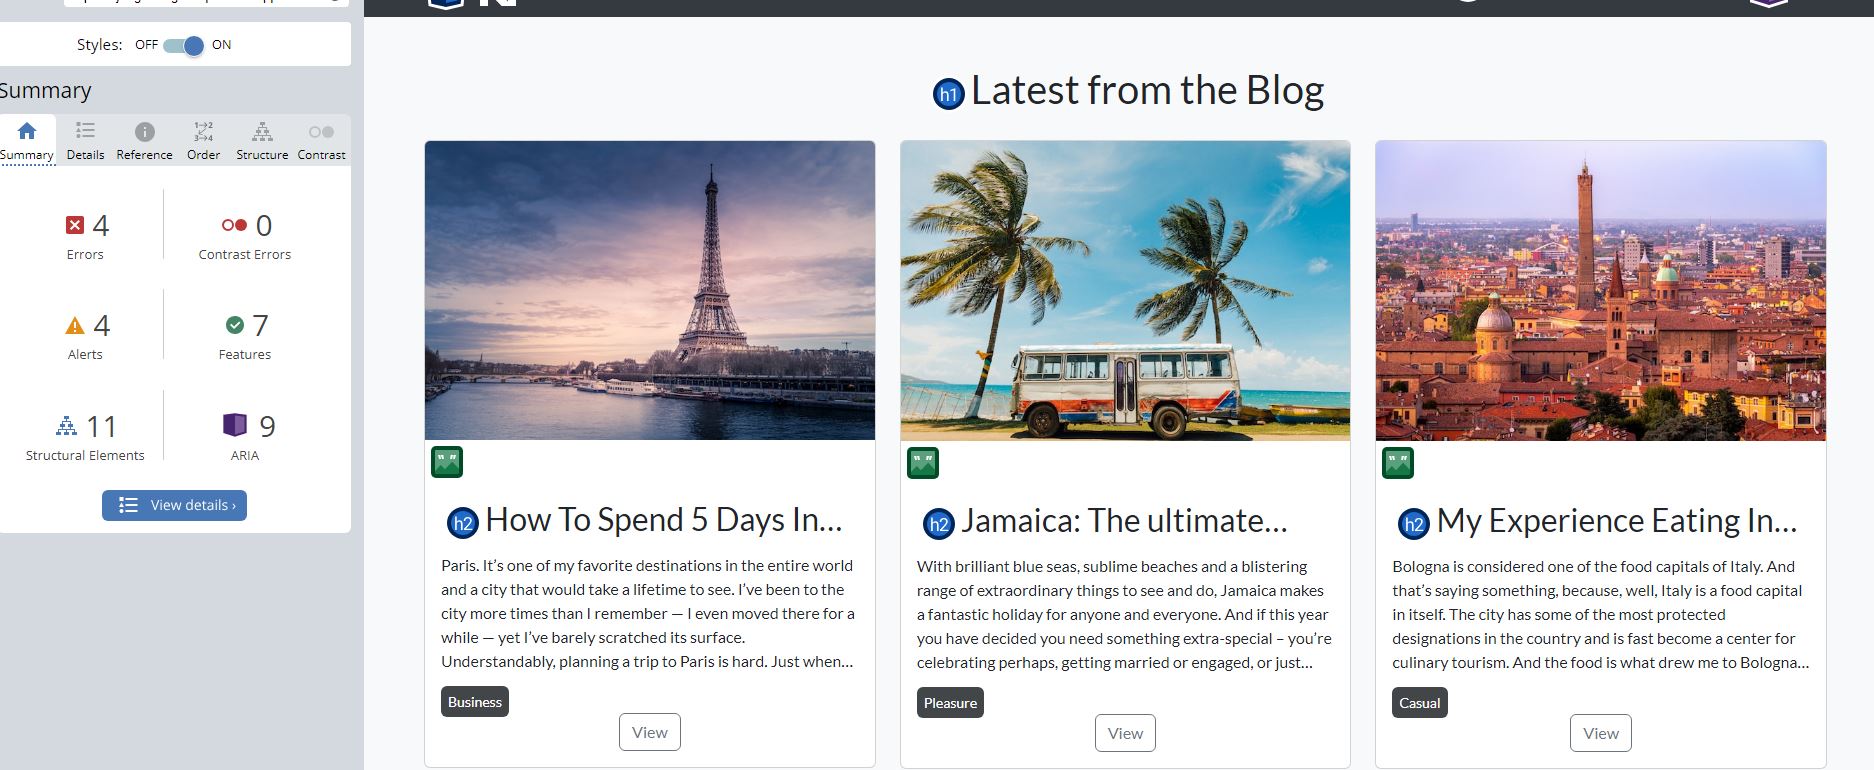 Styles: OFF ON
Summary
Summary Details Reference Order Structure Contrast
4 Errors
0 Contrast Errors
4 Alerts
7 Features
11 Structural Elements
9 ARIA
View details ›
h1 Latest from the Blog
h2 How To Spend 5 Days In...
Paris. It’s one of my favorite destinations in the entire world
and a city that would take a lifetime to see. I’ve been to the
city more times than I remember — I even moved there for a
while — yet I’ve barely scratched its surface.
Understandably, planning a trip to Paris is hard. Just when...
Business
View
h2 Jamaica: The ultimate...
With brilliant blue seas, sublime beaches and a blistering
range of extraordinary things to see and do, Jamaica makes
a fantastic holiday for anyone and everyone. And if this year
you have decided you need something extra-special – you’re
celebrating perhaps, getting married or engaged, or just...
Pleasure
View
h2 My Experience Eating In...
Bologna is considered one of the food capitals of Italy. And
that’s saying something, because, well, Italy is a food capital
in itself. The city has some of the most protected
designations in the country and is fast become a center for
culinary tourism. And the food is what drew me to Bologna...
Casual
View